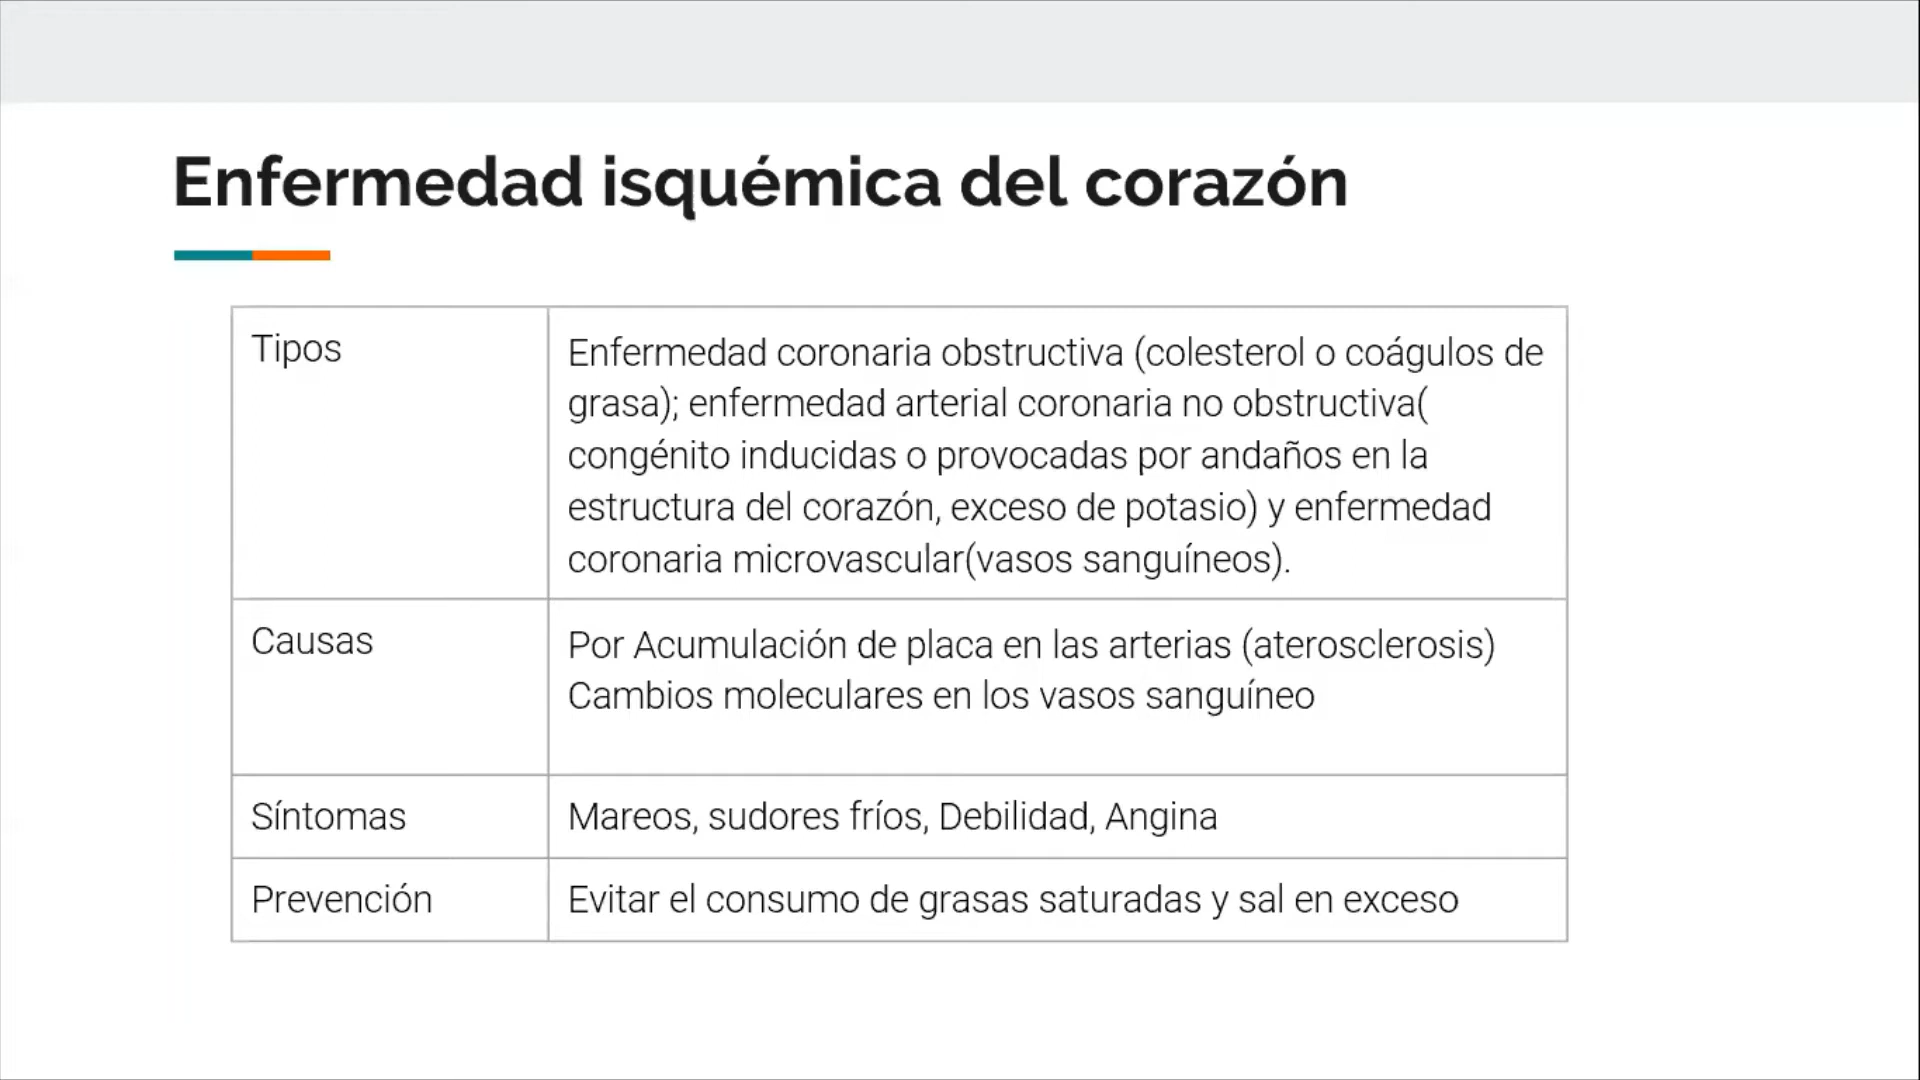 Enfermedad isquémica del corazón
Tipos
Enfermedad coronaria obstructiva (colesterol o coágulos de
grasa); enfermedad arterial coronaria no obstructiva(
congénito inducidas o provocadas por andaños en la
estructura del corazón, exceso de potasio) y enfermedad
coronaria microvascular(vasos sanguíneos).
Causas
Por Acumulación de placa en las arterias (aterosclerosis)
Cambios moleculares en los vasos sanguíneo
Síntomas
Mareos, sudores fríos, Debilidad, Angina
Prevención
Evitar el consumo de grasas saturadas y sal en exceso